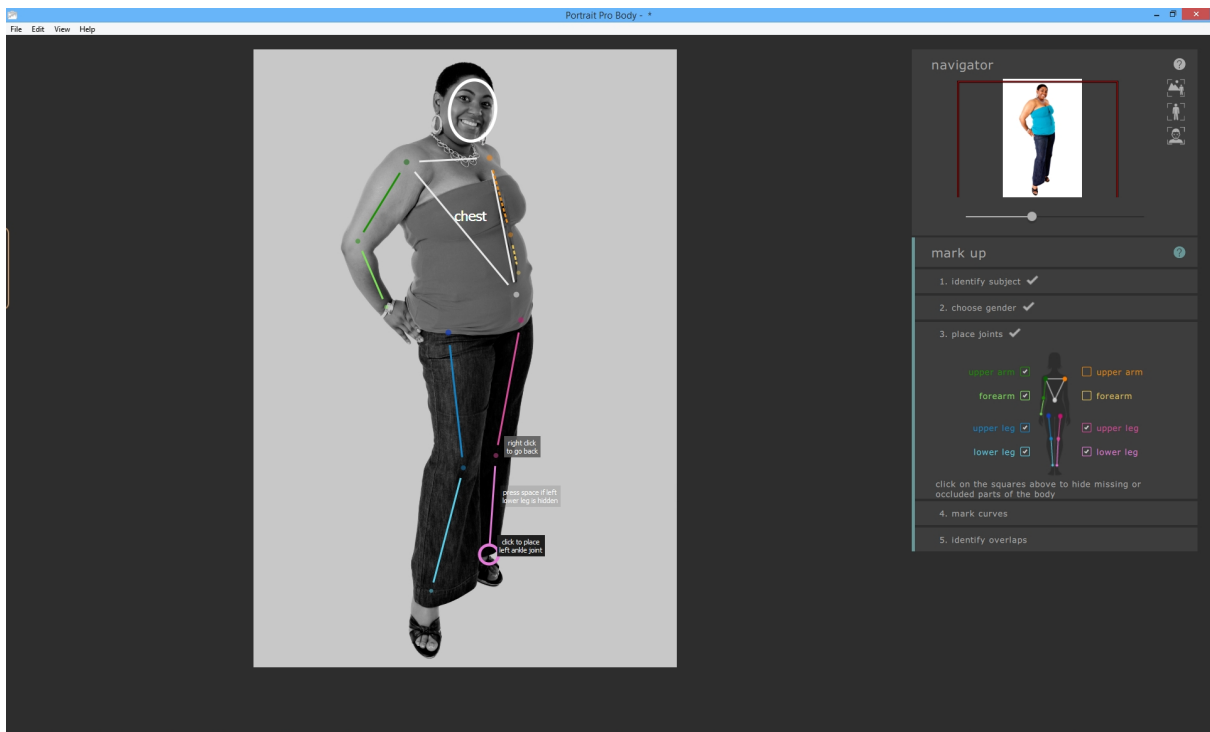 Portrait Pro Body - *
File Edit View Help
navigator
?
chest
mark up
?
1. identify subject
2. choose gender
3. place joints
upper arm
upper arm
forearm
forearm
upper leg
upper leg
lower leg
lower leg
click on the squares above to hide missing or
occluded parts of the body
4. mark curves
5. identify overlaps
right click
to go back
press space if left
lower leg is hidden
click to place
left ankle joint